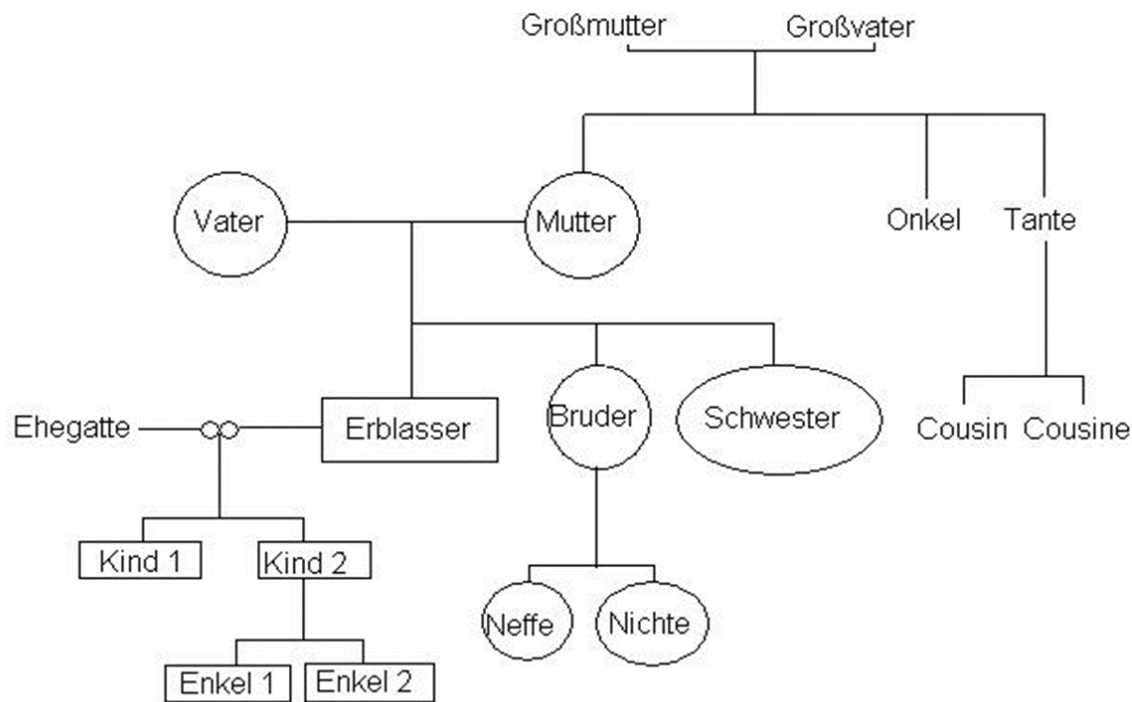 Großmutter Großvater
Vater Mutter Onkel Tante
Ehegatte Erblasser Bruder Schwester Cousin Cousine
Kind 1 Kind 2
Neffe Nichte
Enkel 1 Enkel 2